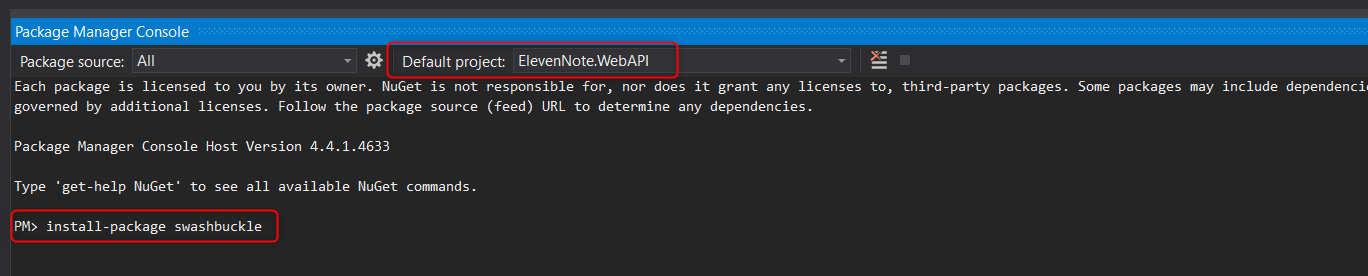 Package Manager Console
Package source: All Default project: ElevenNote.WebAPI
Each package is licensed to you by its owner. NuGet is not responsible for, nor does it grant any licenses to, third-party packages. Some packages may include dependenci
governed by additional licenses. Follow the package source (feed) URL to determine any dependencies.
Package Manager Console Host Version 4.4.1.4633
Type 'get-help NuGet' to see all available NuGet commands.
PM> install-package swashbuckle